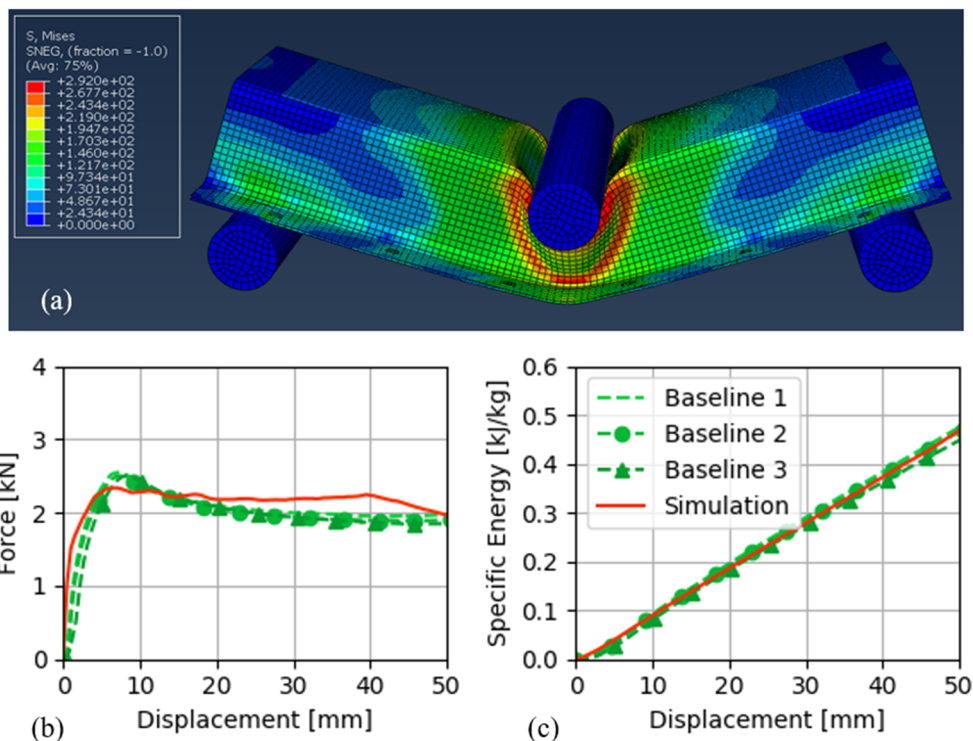 S, Mises
SNEG, (fraction = -1.0)
(Avg: 75%)
+2.920e+02
+2.677e+02
+2.434e+02
+2.190e+02
+1.947e+02
+1.703e+02
+1.460e+02
+1.217e+02
+9.734e+01
+7.301e+01
+4.867e+01
+2.434e+01
+0.000e+00
(a)
4
3
2
1
0
Force [kN]
0 10 20 30 40 50
Displacement [mm]
(b)
0.6
0.5
0.4
0.3
0.2
0.1
0.0
Specific Energy [kJ/kg]
Baseline 1
Baseline 2
Baseline 3
Simulation
0 10 20 30 40 50
Displacement [mm]
(c)